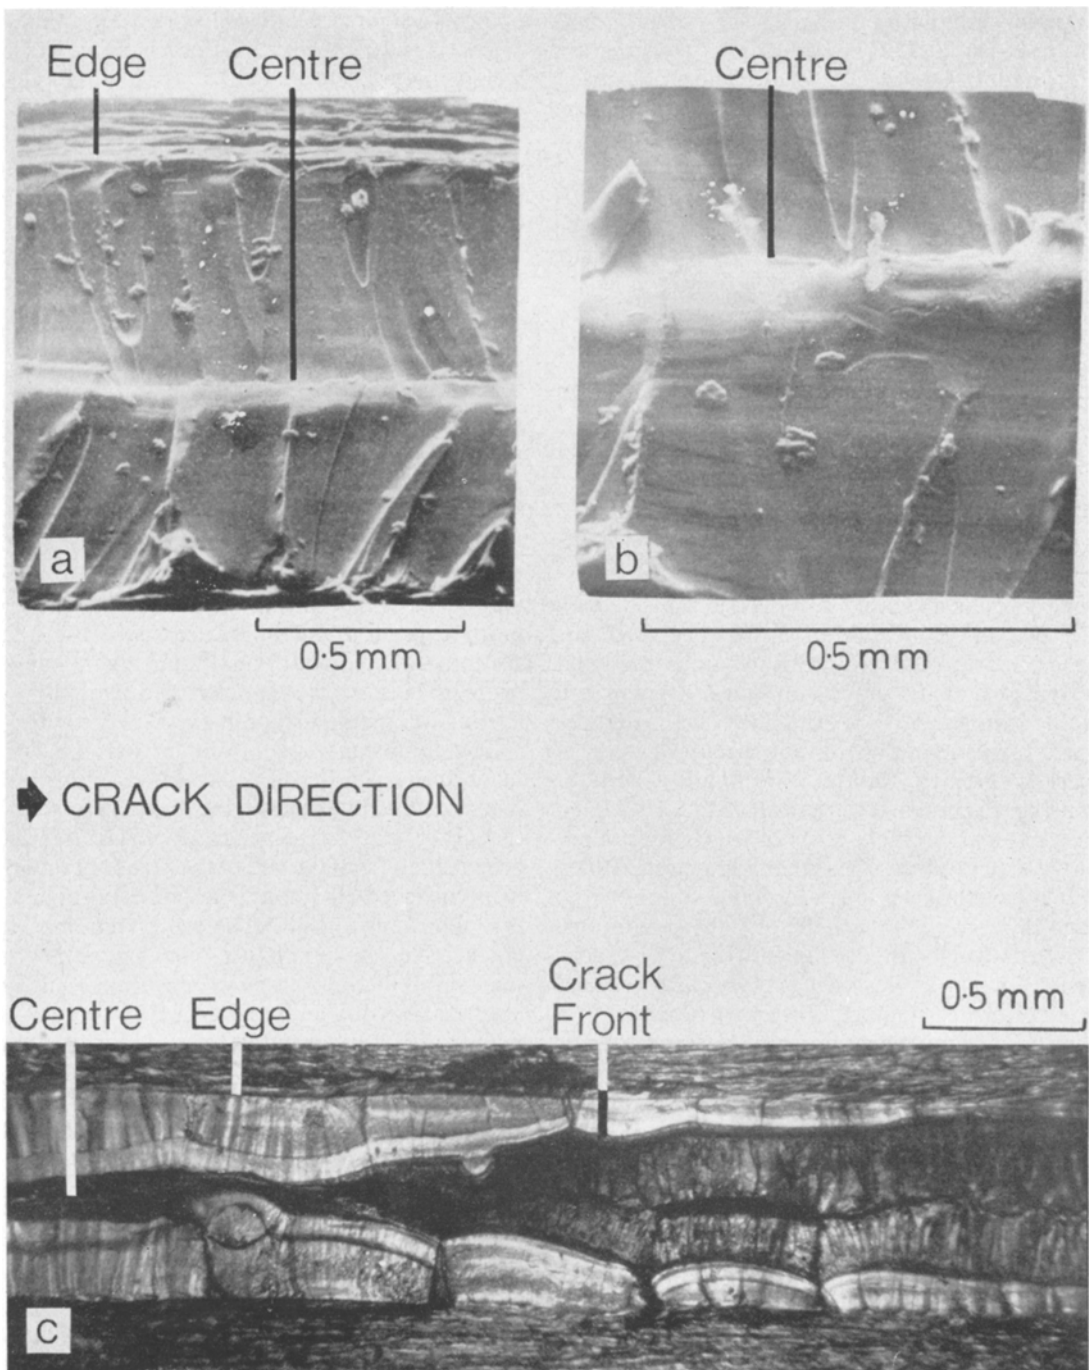 Edge Centre
Centre
a
b
0·5 mm
0·5 mm
CRACK DIRECTION
Crack
Front
0·5 mm
Centre Edge
c